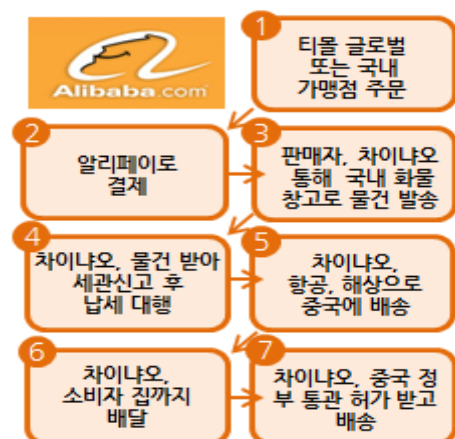 Alibaba.com
1
티몰 글로벌
또는 국내
가맹점 주문
2
알리페이로
결제
3
판매자, 차이냐오
통해 국내 화물
창고로 물건 발송
4
차이냐오, 물건 받아
세관신고 후
납세 대행
5
차이냐오,
항공, 해상으로
중국에 배송
6
차이냐오,
소비자 집까지
배달
7
차이냐오, 중국 정
부 통관 허가 받고
배송